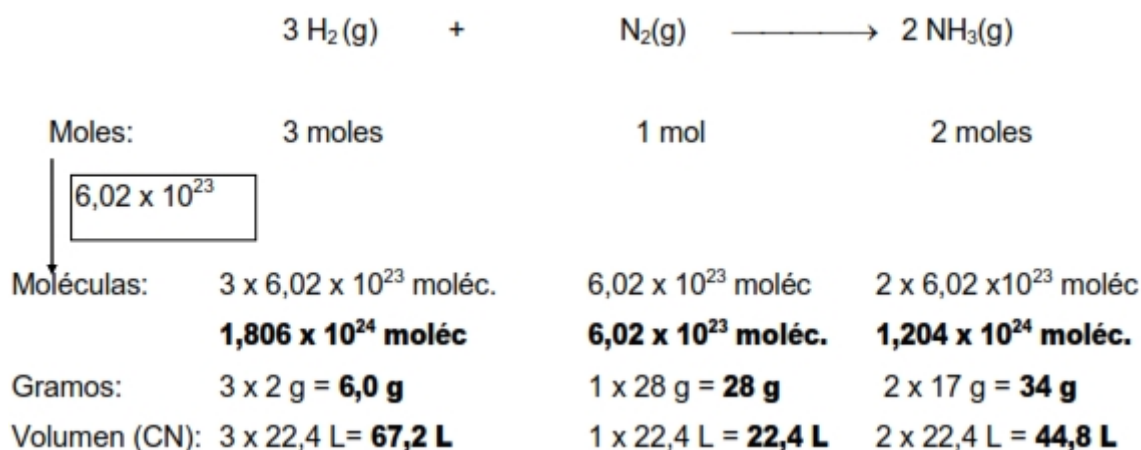 3 H₂ (g) + N₂(g) ⟶ 2 NH₃(g)
Moles: 3 moles 1 mol 2 moles
6,02 x 10²³
Moléculas: 3 x 6,02 x 10²³ moléc. 6,02 x 10²³ moléc 2 x 6,02 x10²³ moléc
1,806 x 10²⁴ moléc 6,02 x 10²³ moléc. 1,204 x 10²⁴ moléc.
Gramos: 3 x 2 g = 6,0 g 1 x 28 g = 28 g 2 x 17 g = 34 g
Volumen (CN): 3 x 22,4 L= 67,2 L 1 x 22,4 L = 22,4 L 2 x 22,4 L = 44,8 L